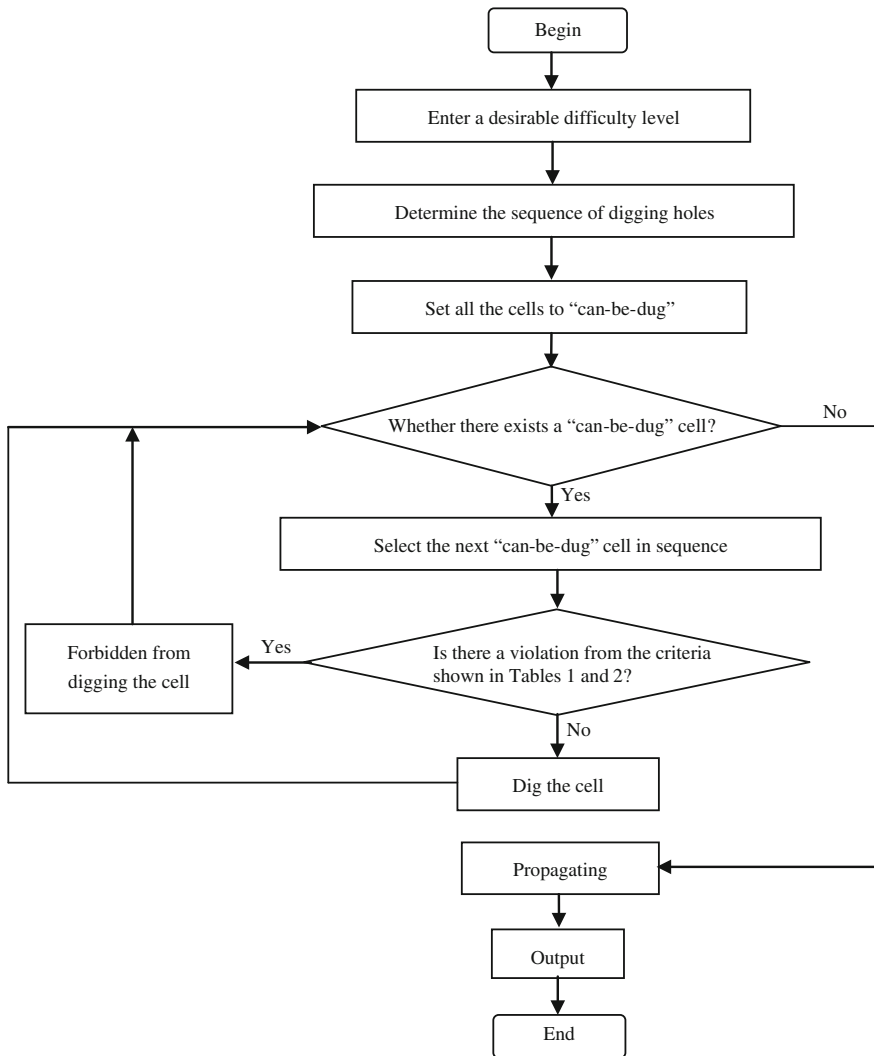 Begin
Enter a desirable difficulty level
Determine the sequence of digging holes
Set all the cells to “can-be-dug”
Whether there exists a “can-be-dug” cell?
No
Yes
Select the next “can-be-dug” cell in sequence
Is there a violation from the criteria
shown in Tables 1 and 2?
Yes
Forbidden from
digging the cell
No
Dig the cell
Propagating
Output
End